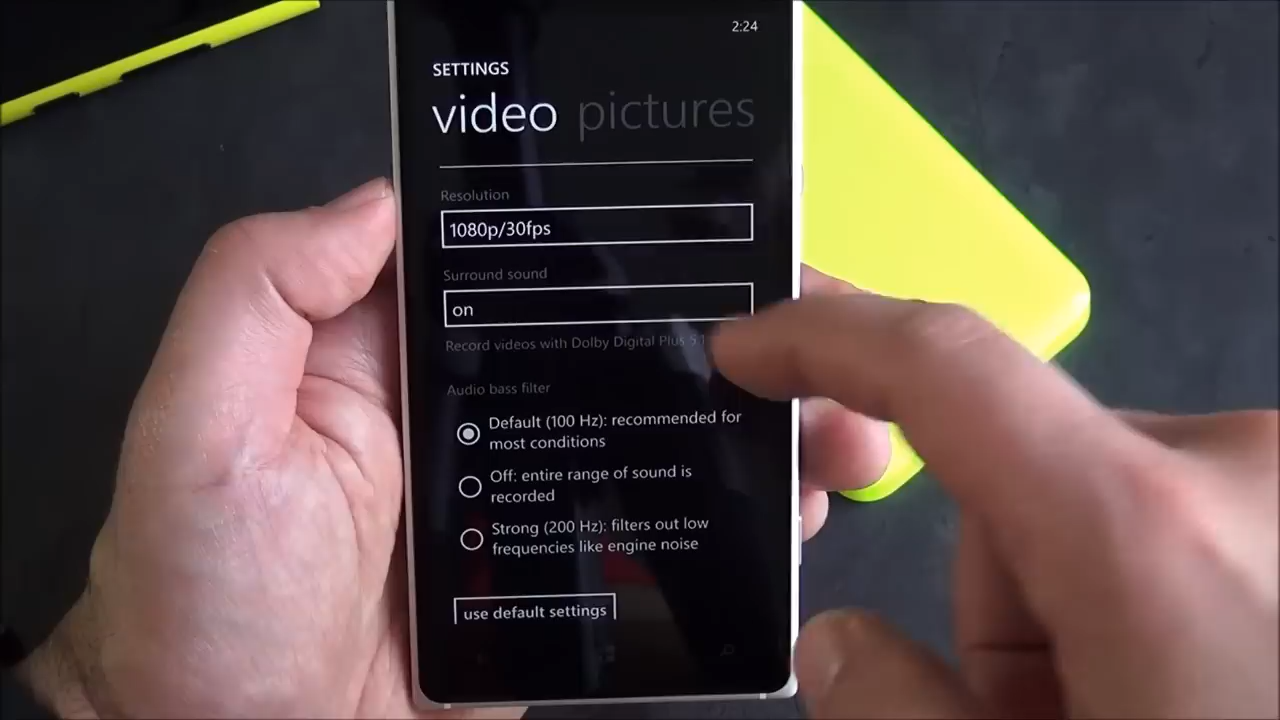 2:24
SETTINGS
video pictures
Resolution
1080p/30fps
Surround sound
on
Record videos with Dolby Digital Plus 5.1
Audio bass filter
Default (100 Hz): recommended for
most conditions
Off: entire range of sound is
recorded
Strong (200 Hz): filters out low
frequencies like engine noise
use default settings